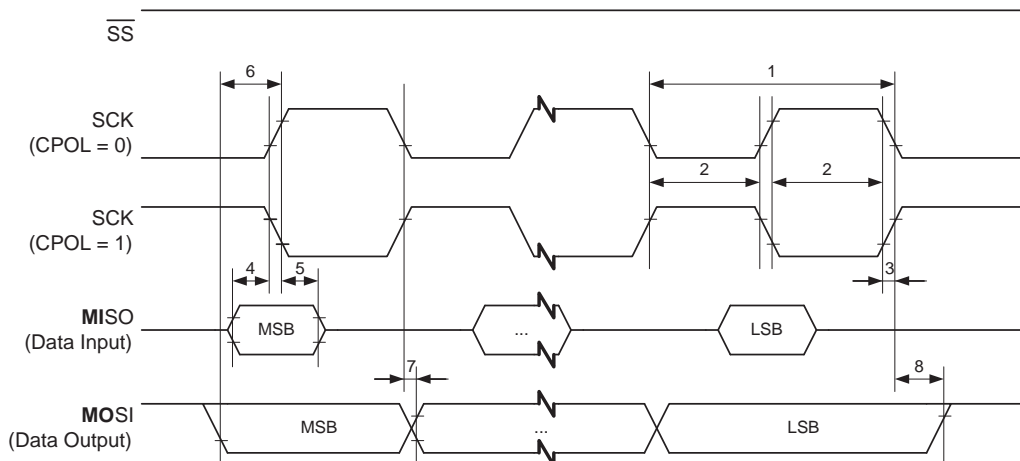 SS
6
1
SCK
(CPOL = 0)
2
2
SCK
(CPOL = 1)
4
5
3
MISO
(Data Input)
MSB
...
LSB
7
8
MOSI
(Data Output)
MSB
...
LSB